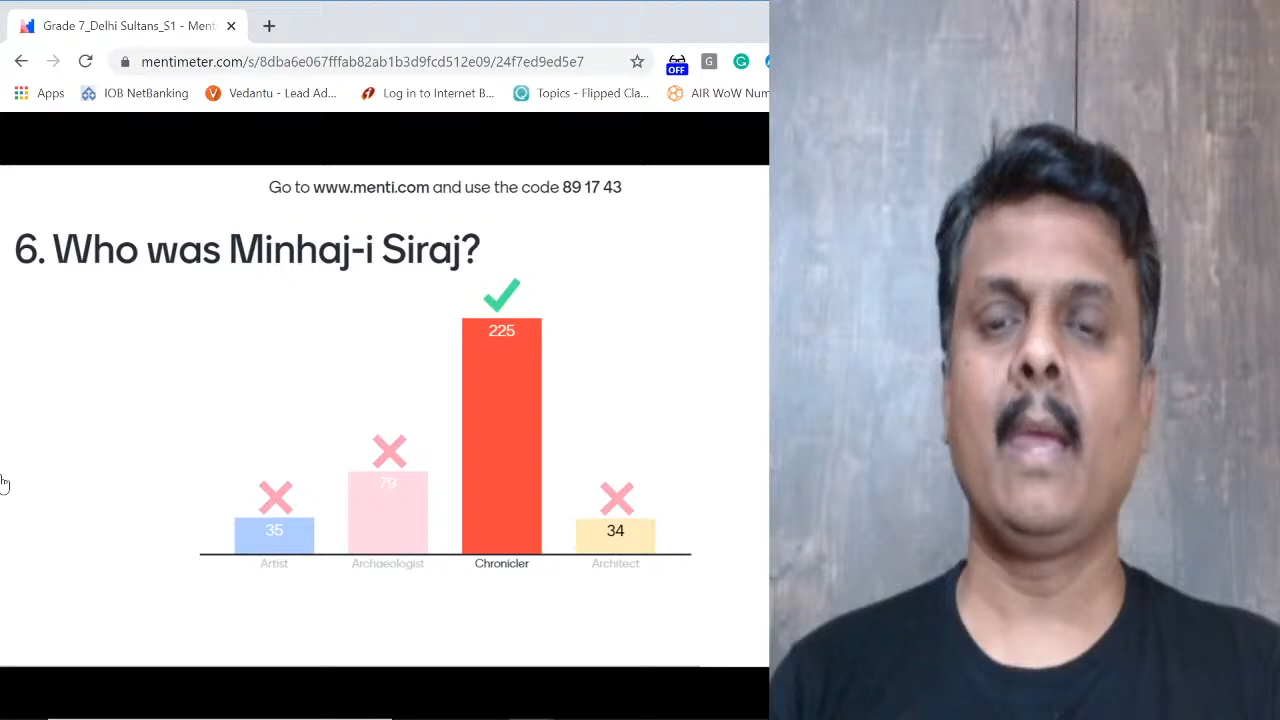 Grade 7_Delhi Sultans_S1 - Menti
mentimeter.com/s/8dba6e067fffab82ab1b3d9fcd512e09/24f7ed9ed5e7
OFF
G
Apps
IOB NetBanking
Vedantu - Lead Ad...
Log in to Internet B...
Topics - Flipped Cla...
AIR WoW Num
Go to www.menti.com and use the code 89 17 43
6. Who was Minhaj-i Siraj?
225
79
35
34
Artist
Archaeologist
Chronicler
Architect